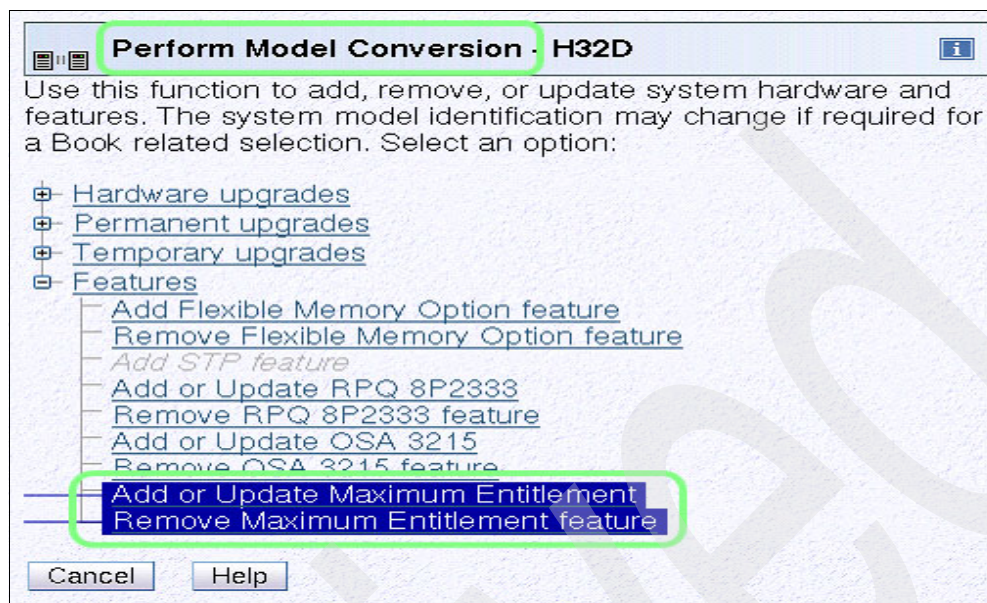 Perform Model Conversion - H32D
i
Use this function to add, remove, or update system hardware and
features. The system model identification may change if required for
a Book related selection. Select an option:
Hardware upgrades
Permanent upgrades
Temporary upgrades
Features
Add Flexible Memory Option feature
Remove Flexible Memory Option feature
Add STP feature
Add or Update RPQ 8P2333
Remove RPQ 8P2333 feature
Add or Update OSA 3215
Remove OSA 3215 feature
Add or Update Maximum Entitlement
Remove Maximum Entitlement feature
Cancel Help